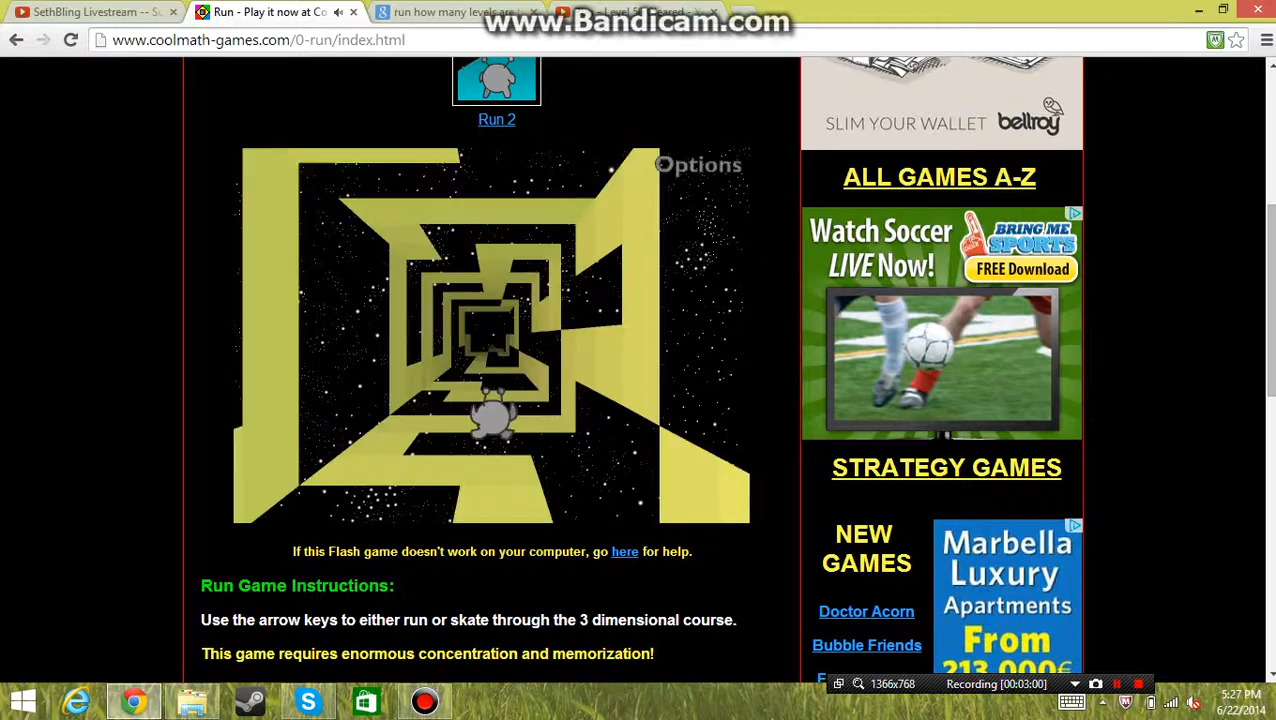 SethBling Livestream -- S
Run - Play it now at Co
run how many levels are
Level 50
www.Bandicam.com
www.coolmath-games.com/0-run/index.html
Run 2
Options
SLIM YOUR WALLET bellroy
ALL GAMES A-Z
Watch Soccer
LIVE Now!
BRING ME
SPORTS
FREE Download
STRATEGY GAMES
If this Flash game doesn't work on your computer, go here for help.
Run Game Instructions:
Use the arrow keys to either run or skate through the 3 dimensional course.
This game requires enormous concentration and memorization!
NEW
GAMES
Doctor Acorn
Bubble Friends
Marbella
Luxury
Apartments
From
213.000€
1366x768
Recording [00:03:00]
5:27 PM
6/22/2014